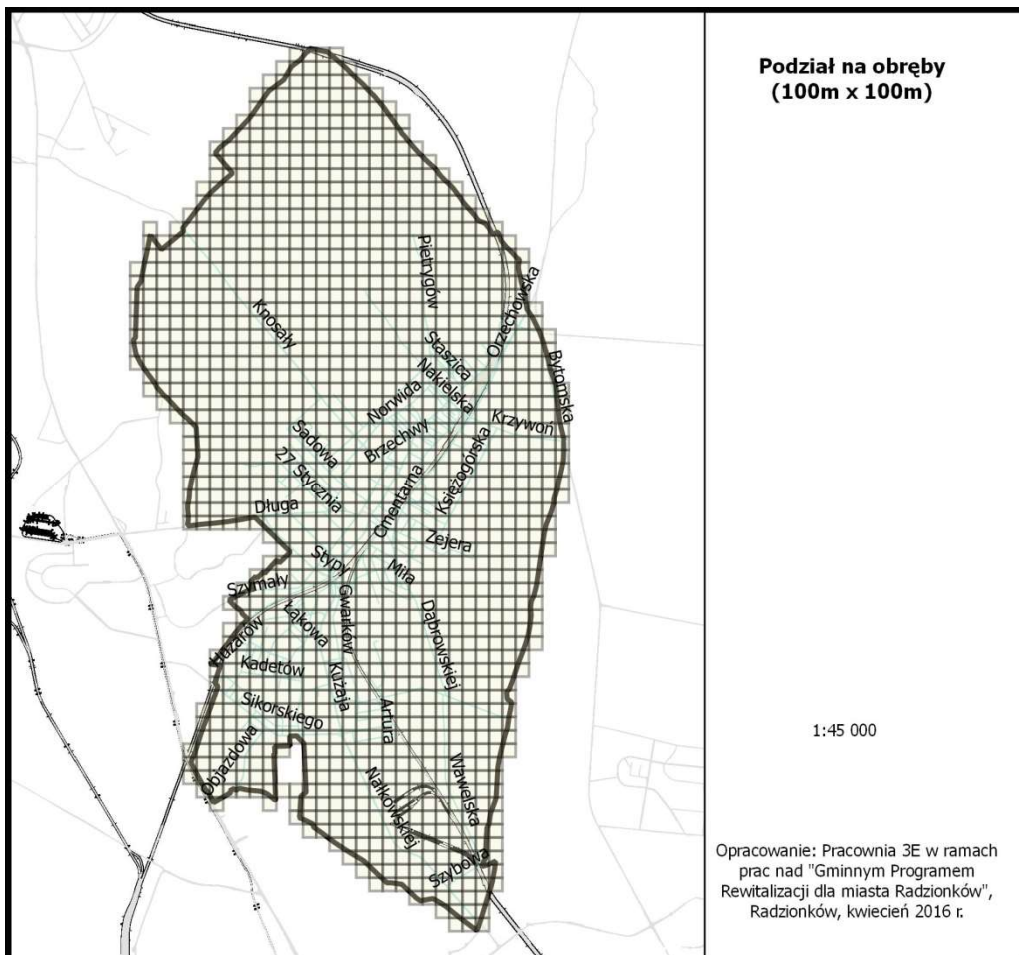 Podział na obręby
(100m x 100m)
Pietrygów
Orzechowska
Knosały
Staszica
Nakielska
Bytomska
Norwida
Krzywoń
Brzechwy
Sadowa
Księżogórska
27 Stycznia
Cmentarna
Długa
Zejera
Stypy
Miła
Szymały
Gwarków
Łąkowa
Dąbrowskiej
Huzarów
Kadetów
Kużaja
Sikorskiego
Artura
Objazdowa
Wawelska
Nałkowskiej
Szybowa
1:45 000
Opracowanie: Pracownia 3E w ramach
prac nad "Gminnym Programem
Rewitalizacji dla miasta Radzionków",
Radzionków, kwiecień 2016 r.